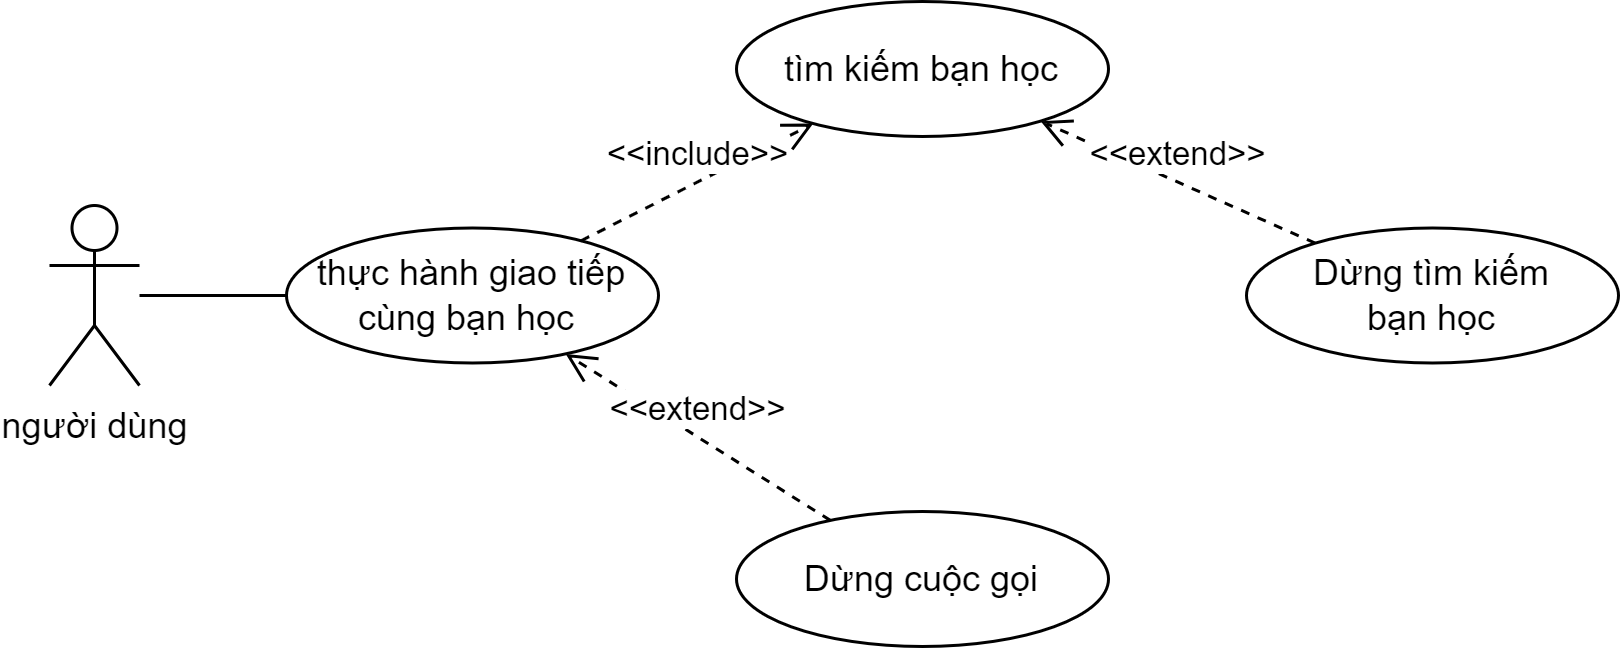 tìm kiếm bạn học
<<include>>
<<extend>>
thực hành giao tiếp
cùng bạn học
Dừng tìm kiếm
bạn học
<<extend>>
người dùng
Dừng cuộc gọi